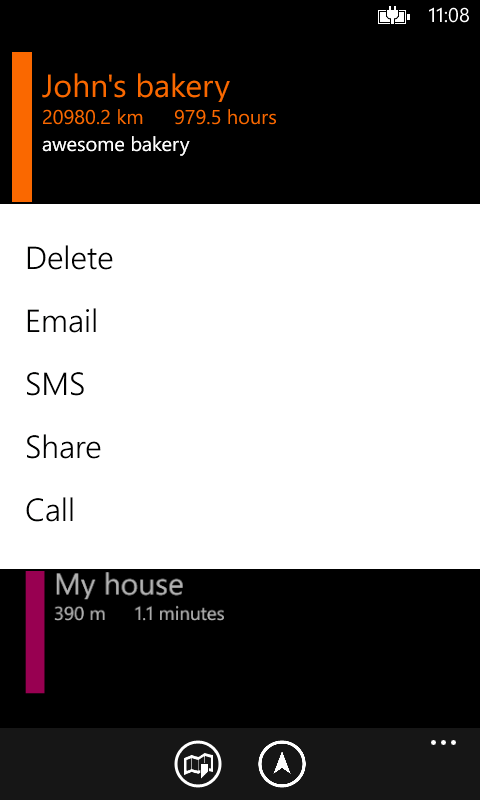 11:08
John's bakery
20980.2 km 979.5 hours
awesome bakery
Delete
Email
SMS
Share
Call
My house
390 m 1.1 minutes